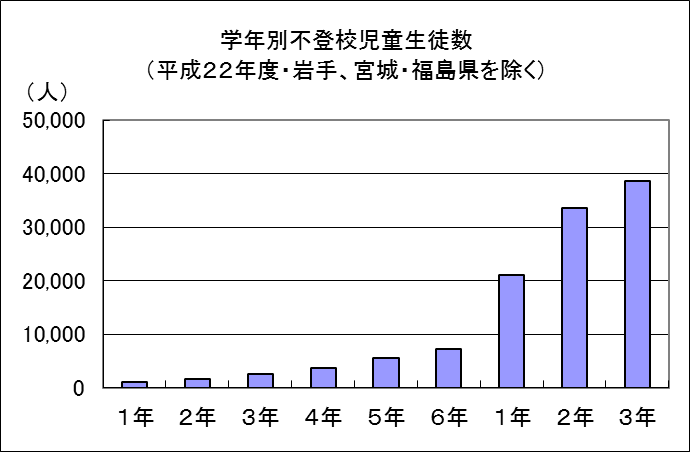 学年別不登校児童生徒数
（平成２２年度・岩手、宮城・福島県を除く）
（人）
50,000
40,000
30,000
20,000
10,000
0
１年 ２年 ３年 ４年 ５年 ６年 １年 ２年 ３年